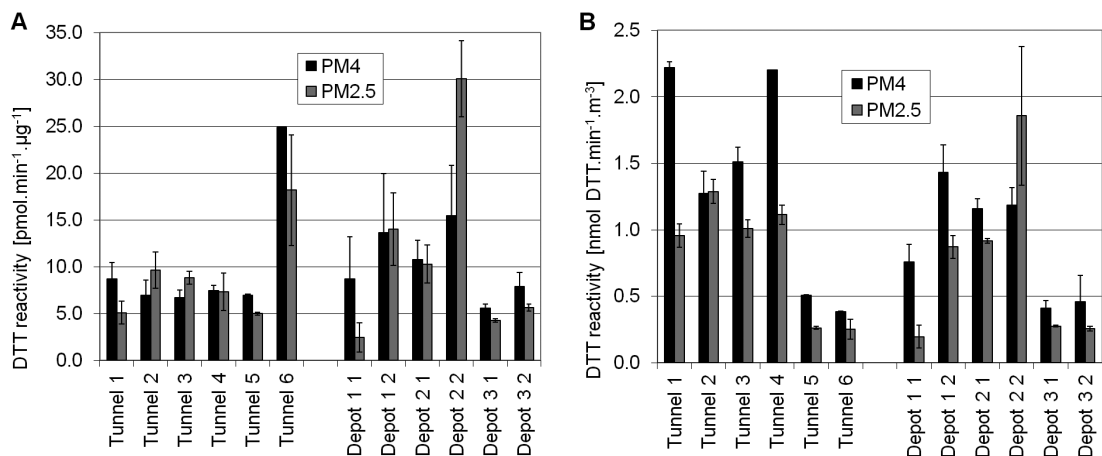 A
DTT reactivity [pmol.min-1.µg-1]
35.0
30.0
25.0
20.0
15.0
10.0
5.0
0.0
PM4
PM2.5
Tunnel 1
Tunnel 2
Tunnel 3
Tunnel 4
Tunnel 5
Tunnel 6
Depot 1 1
Depot 1 2
Depot 2 1
Depot 2 2
Depot 3 1
Depot 3 2
B
DTT reactivity [nmol DTT.min-1.m-3]
2.5
2.0
1.5
1.0
0.5
0.0
PM4
PM2.5
Tunnel 1
Tunnel 2
Tunnel 3
Tunnel 4
Tunnel 5
Tunnel 6
Depot 1 1
Depot 1 2
Depot 2 1
Depot 2 2
Depot 3 1
Depot 3 2